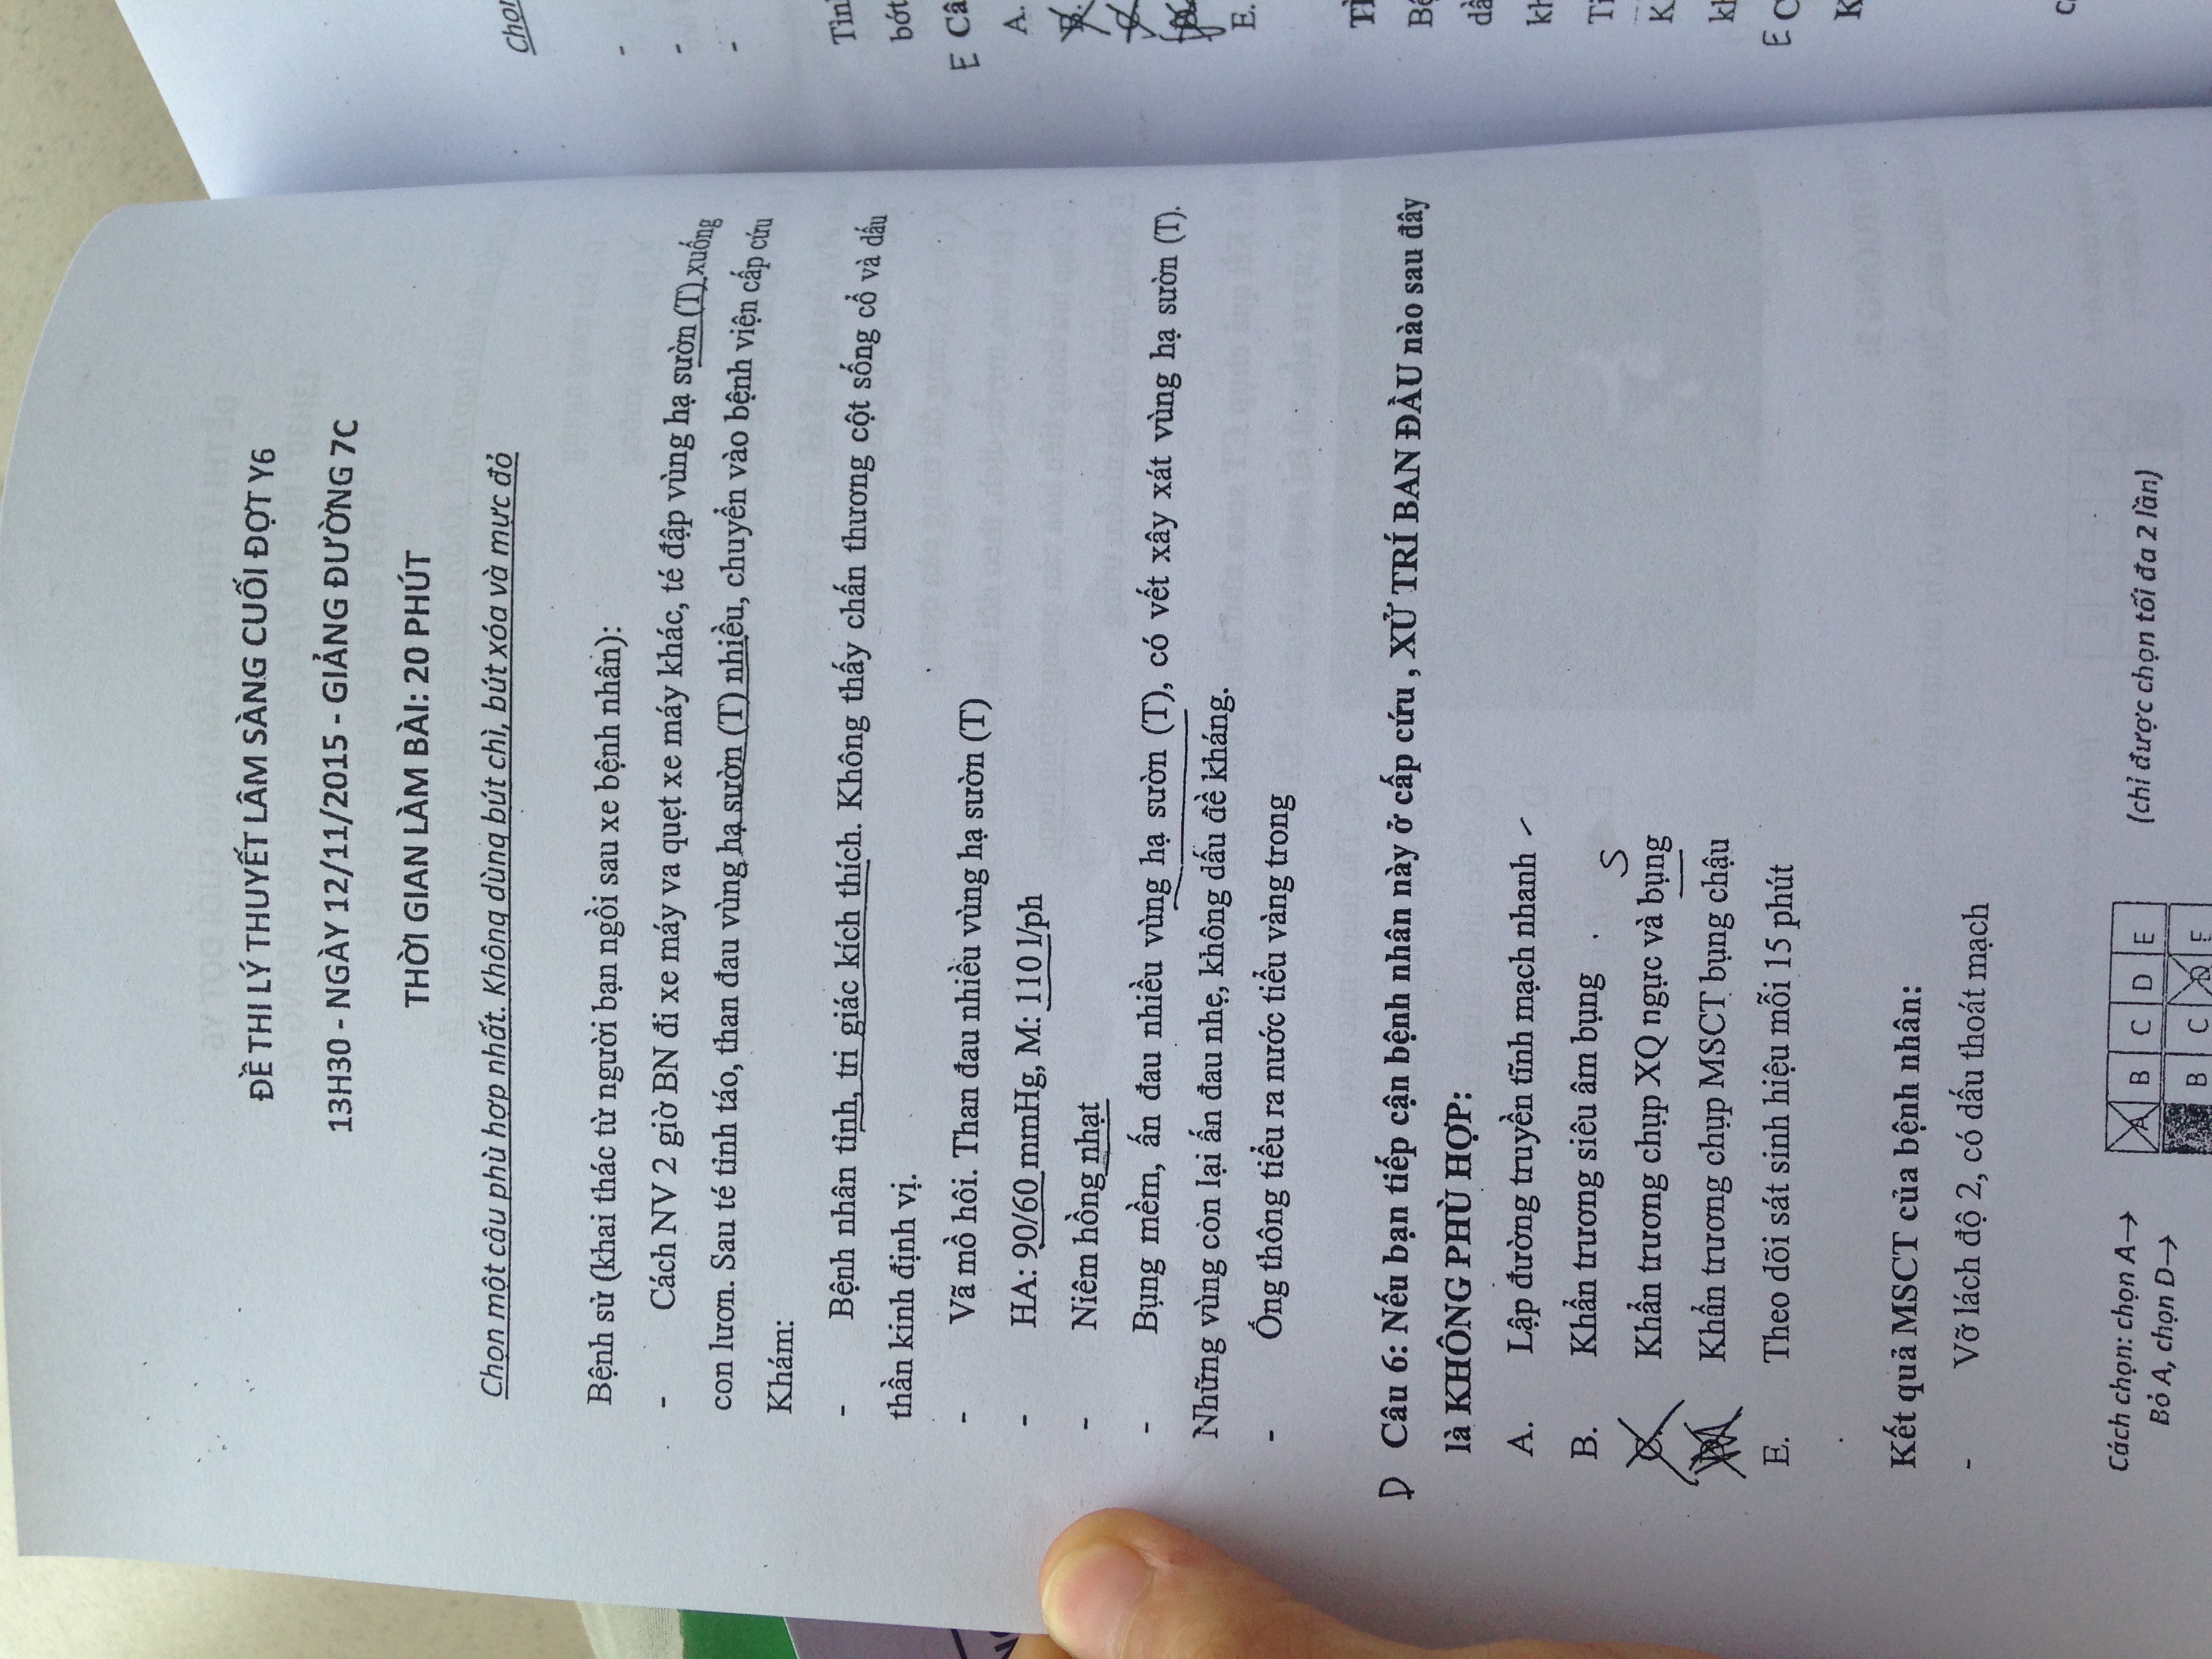 ĐỀ THI LÝ THUYẾT LÂM SÀNG CUỐI ĐỢT Y6
13H30 - NGÀY 12/11/2015 - GIẢNG ĐƯỜNG 7C
THỜI GIAN LÀM BÀI: 20 PHÚT
Chọn một câu phù hợp nhất. Không dùng bút chì, bút xóa và mực đỏ
Bệnh sử (khai thác từ người bạn ngồi sau xe bệnh nhân):
- Cách NV 2 giờ BN đi xe máy va quẹt xe máy khác, té đập vùng hạ sườn (T) xuống
con lươn. Sau té tỉnh táo, than đau vùng hạ sườn (T) nhiều, chuyển vào bệnh viện cấp cứu
Khám:
- Bệnh nhân tỉnh, tri giác kích thích. Không thấy chấn thương cột sống cổ và dấu
thần kinh định vị.
- Vã mồ hôi. Than đau nhiều vùng hạ sườn (T)
- HA: 90/60 mmHg, M: 110 l/ph
- Niêm hồng nhạt
- Bụng mềm, ấn đau nhiều vùng hạ sườn (T), có vết xây xát vùng hạ sườn (T).
Những vùng còn lại ấn đau nhẹ, không dấu đề kháng.
- Ống thông tiểu ra nước tiểu vàng trong
D Câu 6: Nếu bạn tiếp cận bệnh nhân này ở cấp cứu , XỬ TRÍ BAN ĐẦU nào sau đây
là KHÔNG PHÙ HỢP:
A. Lập đường truyền tĩnh mạch nhanh
B. Khẩn trương siêu âm bụng
S
C. Khẩn trương chụp XQ ngực và bụng
D. Khẩn trương chụp MSCT bụng chậu
E. Theo dõi sát sinh hiệu mỗi 15 phút
Kết quả MSCT của bệnh nhân:
- Vỡ lách độ 2, có dấu thoát mạch
Cách chọn: chọn A→ A B C D E (chỉ được chọn tối đa 2 lần)
Bỏ A, chọn D→ B C D E
Chọn
-
-
-
bớt
E Câ
A.
B.
C
D
E.
E C